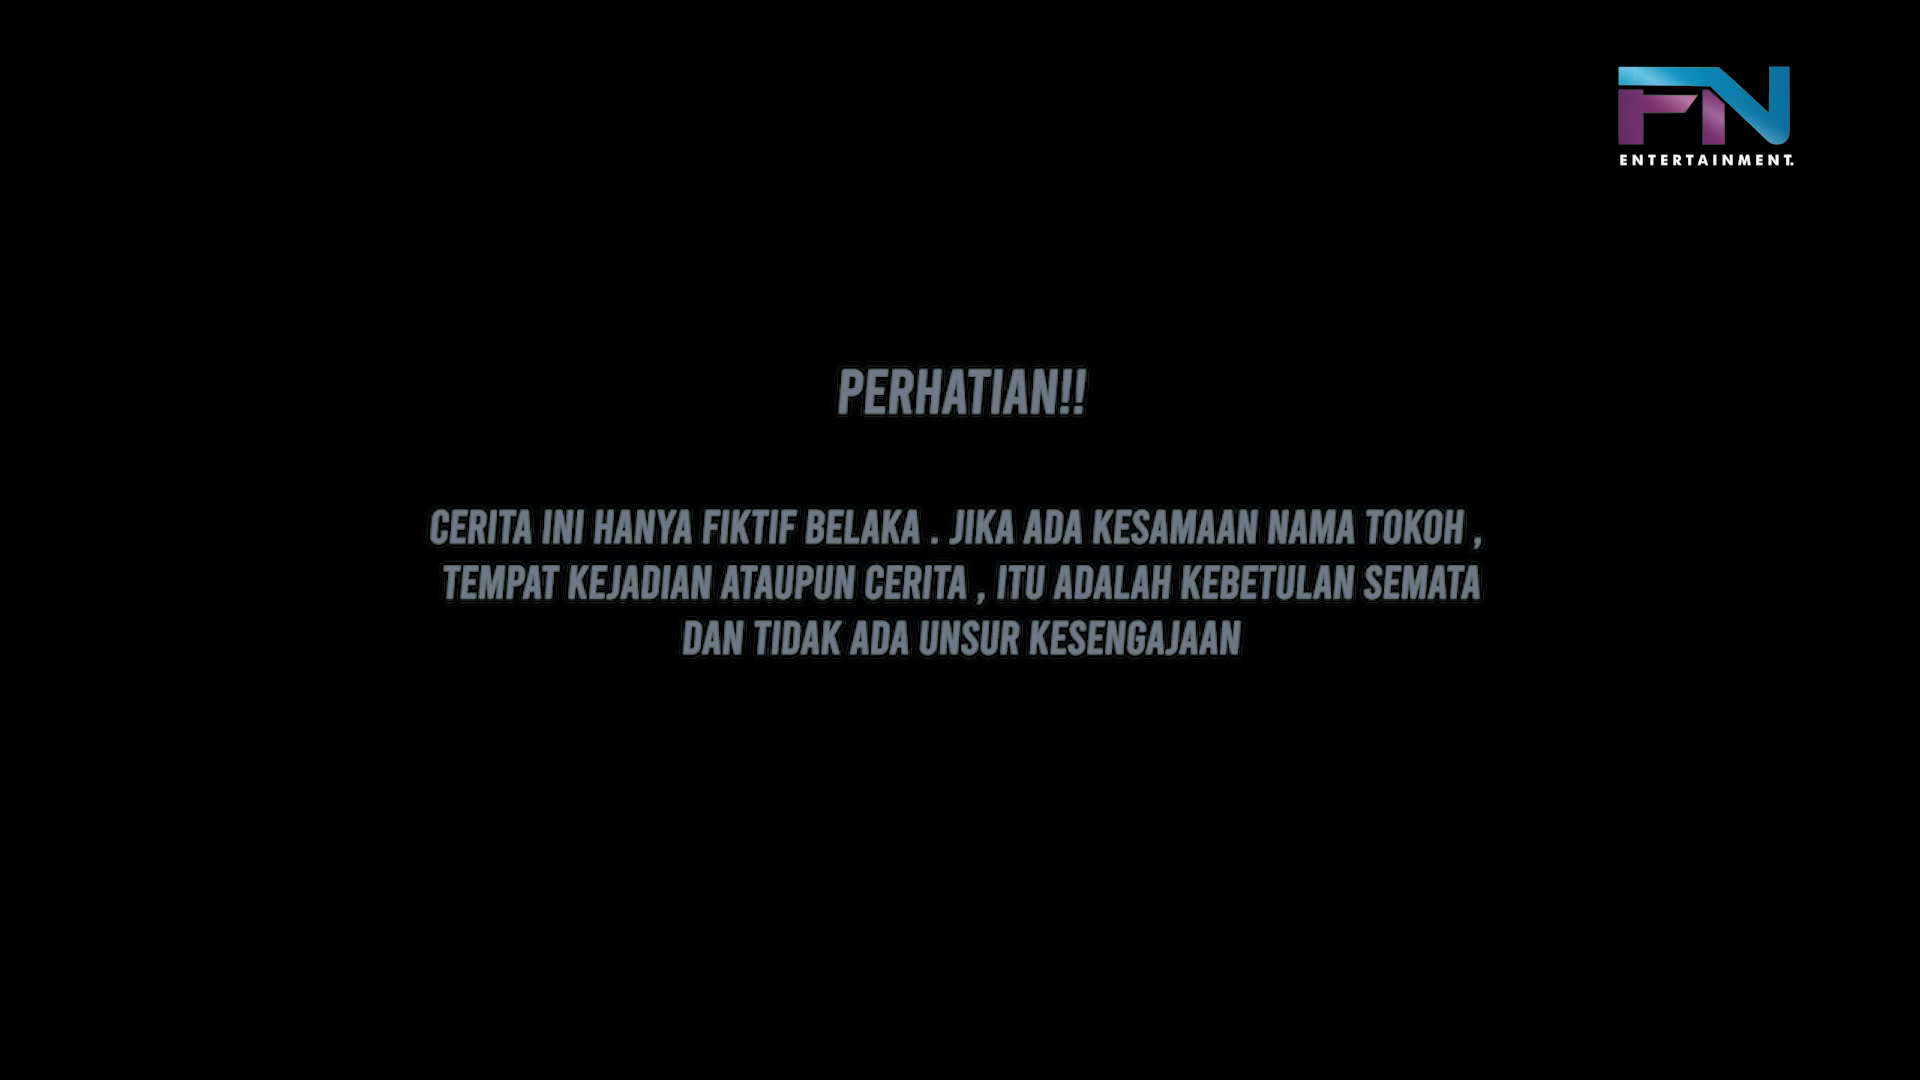 FN
ENTERTAINMENT.
PERHATIAN!!
CERITA INI HANYA FIKTIF BELAKA . JIKA ADA KESAMAAN NAMA TOKOH ,
TEMPAT KEJADIAN ATAUPUN CERITA , ITU ADALAH KEBETULAN SEMATA
DAN TIDAK ADA UNSUR KESENGAJAAN